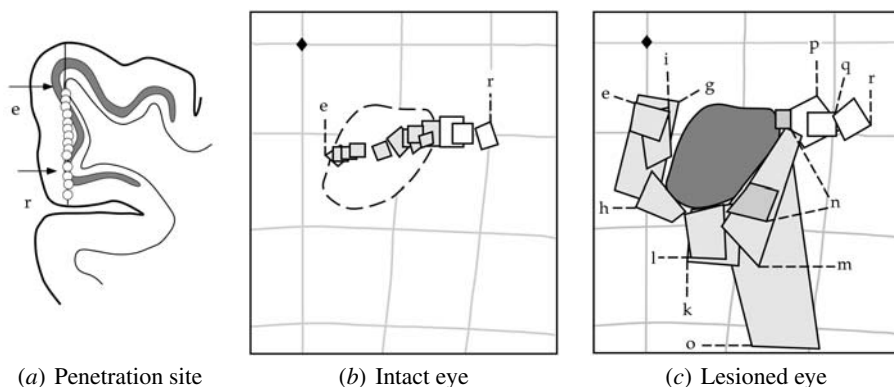 e
r
(a) Penetration site
e
r
(b) Intact eye
e
i
g
p
q
r
h
n
l
m
k
o
(c) Lesioned eye